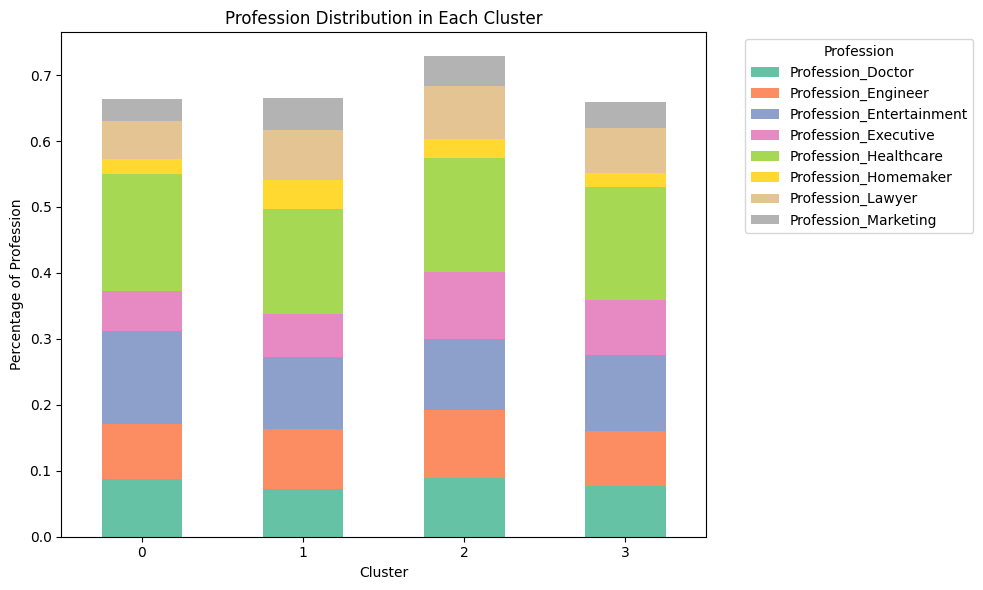 Profession Distribution in Each Cluster
Percentage of Profession
0.7
0.6
0.5
0.4
0.3
0.2
0.1
0.0
0 1 2 3
Cluster
Profession
Profession_Doctor
Profession_Engineer
Profession_Entertainment
Profession_Executive
Profession_Healthcare
Profession_Homemaker
Profession_Lawyer
Profession_Marketing